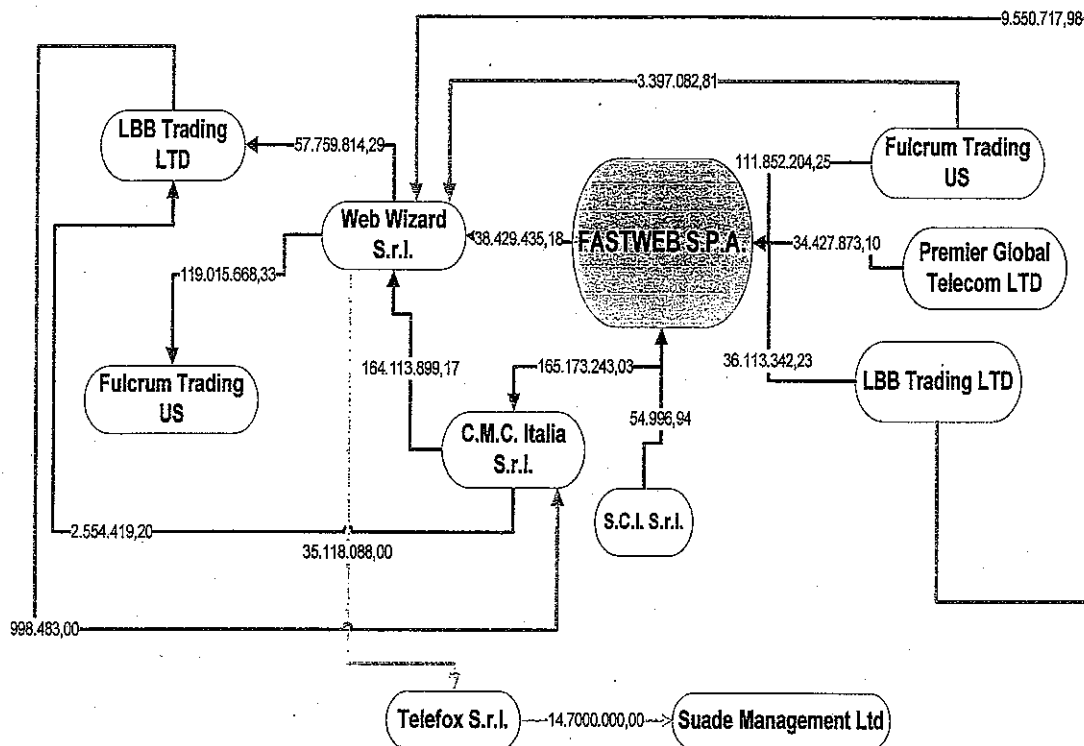 9.550.717,98
3.397.082,81
LBB Trading
LTD
57.759.814,29
111.852.204,25
Fulcrum Trading
US
Web Wizard
S.r.l.
38.429.435,18
FASTWEB S.P.A.
34.427.873,10
Premier Global
Telecom LTD
119.015.668,33
164.113.899,17
165.173.243,03
36.113.342,23
LBB Trading LTD
Fulcrum Trading
US
54.996,94
C.M.C. Italia
S.r.l.
S.C.I. S.r.l.
2.554.419,20
35.118.088,00
998.483,00
Telefox S.r.l.
14.7000.000,00
Suade Management Ltd